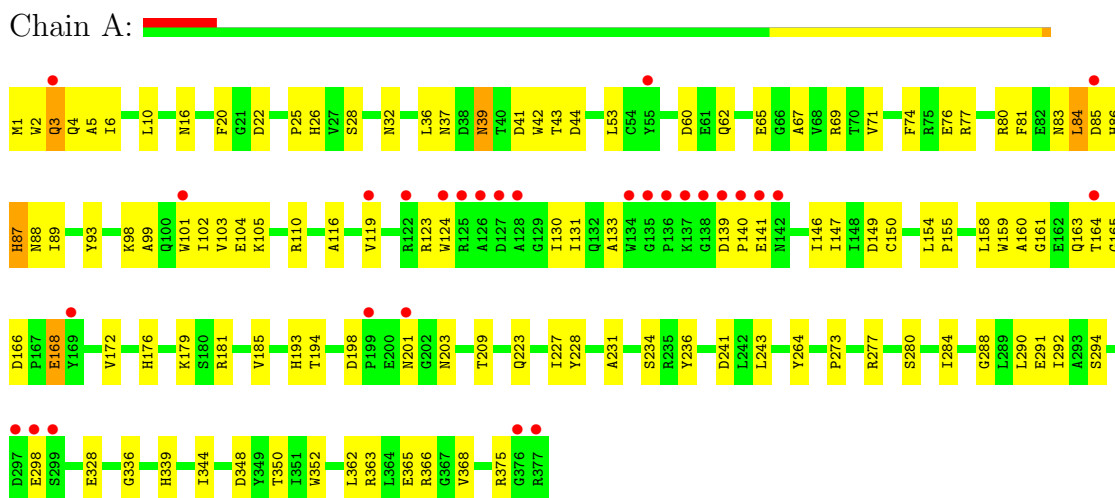 Chain A:
M1 W2 Q3 Q4 A5 I6 L10 N16 F20 G21 D22 P25 H26 V27 S28 N32 L36 N37 D38 N39 T40 D41 W42 T43 D44 L53 C54 Y55 D60 E61 Q62 E65 G66 A67 V68 R69 T70 V71 F74 R75 E76 R77 R80 F81 E82 N83 L84 D85 H86
H87 N88 I89 Y93 K98 A99 Q100 W101 I102 V103 E104 K105 R110 A116 V119 R122 R123 W124 R125 A126 D127 A128 G129 I130 I131 Q132 A133 W134 G135 P136 K137 G138 D139 P140 E141 N142 I146 I147 I148 D149 C150 L154 P155 L158 W159 A160 G161 E162 Q163 T164 G165
D166 P167 E168 Y169 V172 H176 K179 S180 R181 V185 H193 T194 D198 P199 E200 N201 G202 N203 T209 Q223 I227 Y228 A231 S234 R235 Y236 D241 L242 L243 Y264 P273 R277 S280 I284 G288 L289 L290 E291 I292 A293 S294
D297 E298 S299 E328 G336 H339 I344 D348 Y349 T350 I351 W352 L362 R363 L364 E365 R366 G367 V368 R375 G376 R377